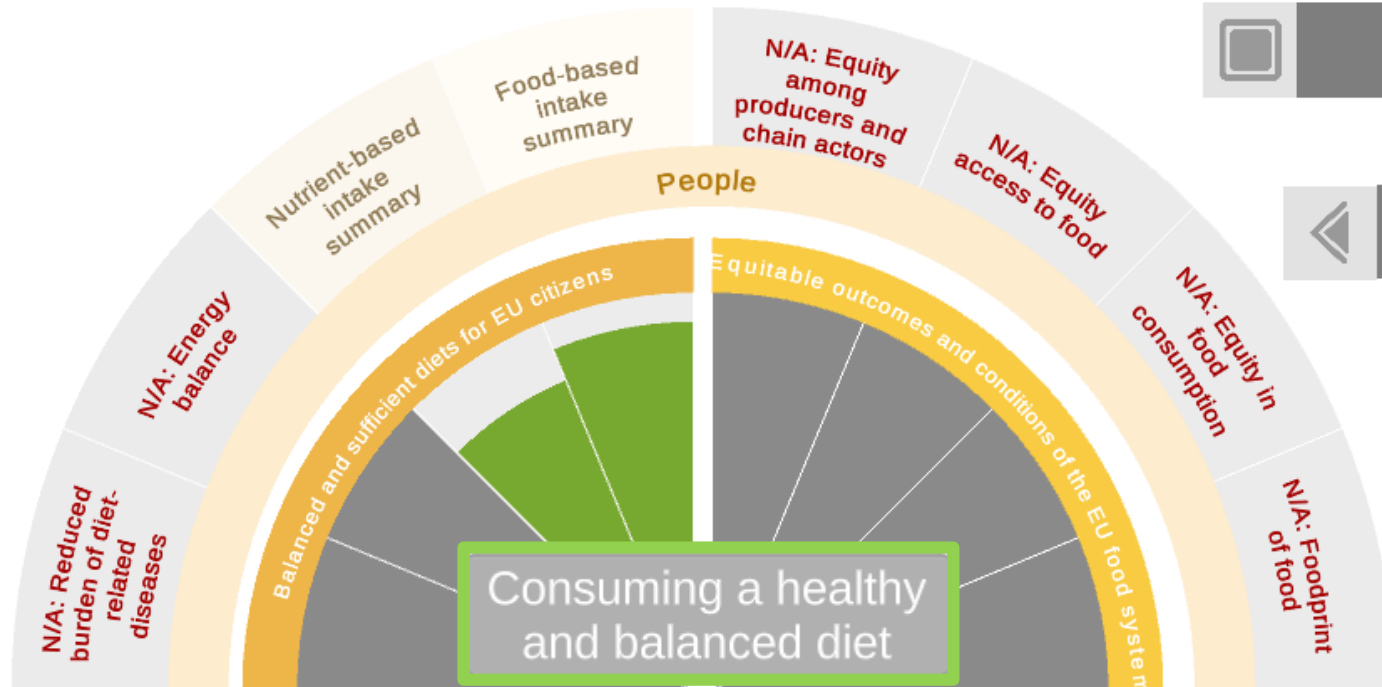 N/A: Reduced
burden of diet-
related
diseases
N/A: Energy
balance
Nutrient-based
intake
summary
Food-based
intake
summary
N/A: Equity
among
producers and
chain actors
N/A: Equity
access to food
N/A: Equity in
food
consumption
N/A: Foodprint
of food
People
Balanced and sufficient diets for EU citizens
Equitable outcomes and conditions of the EU food system
Consuming a healthy
and balanced diet